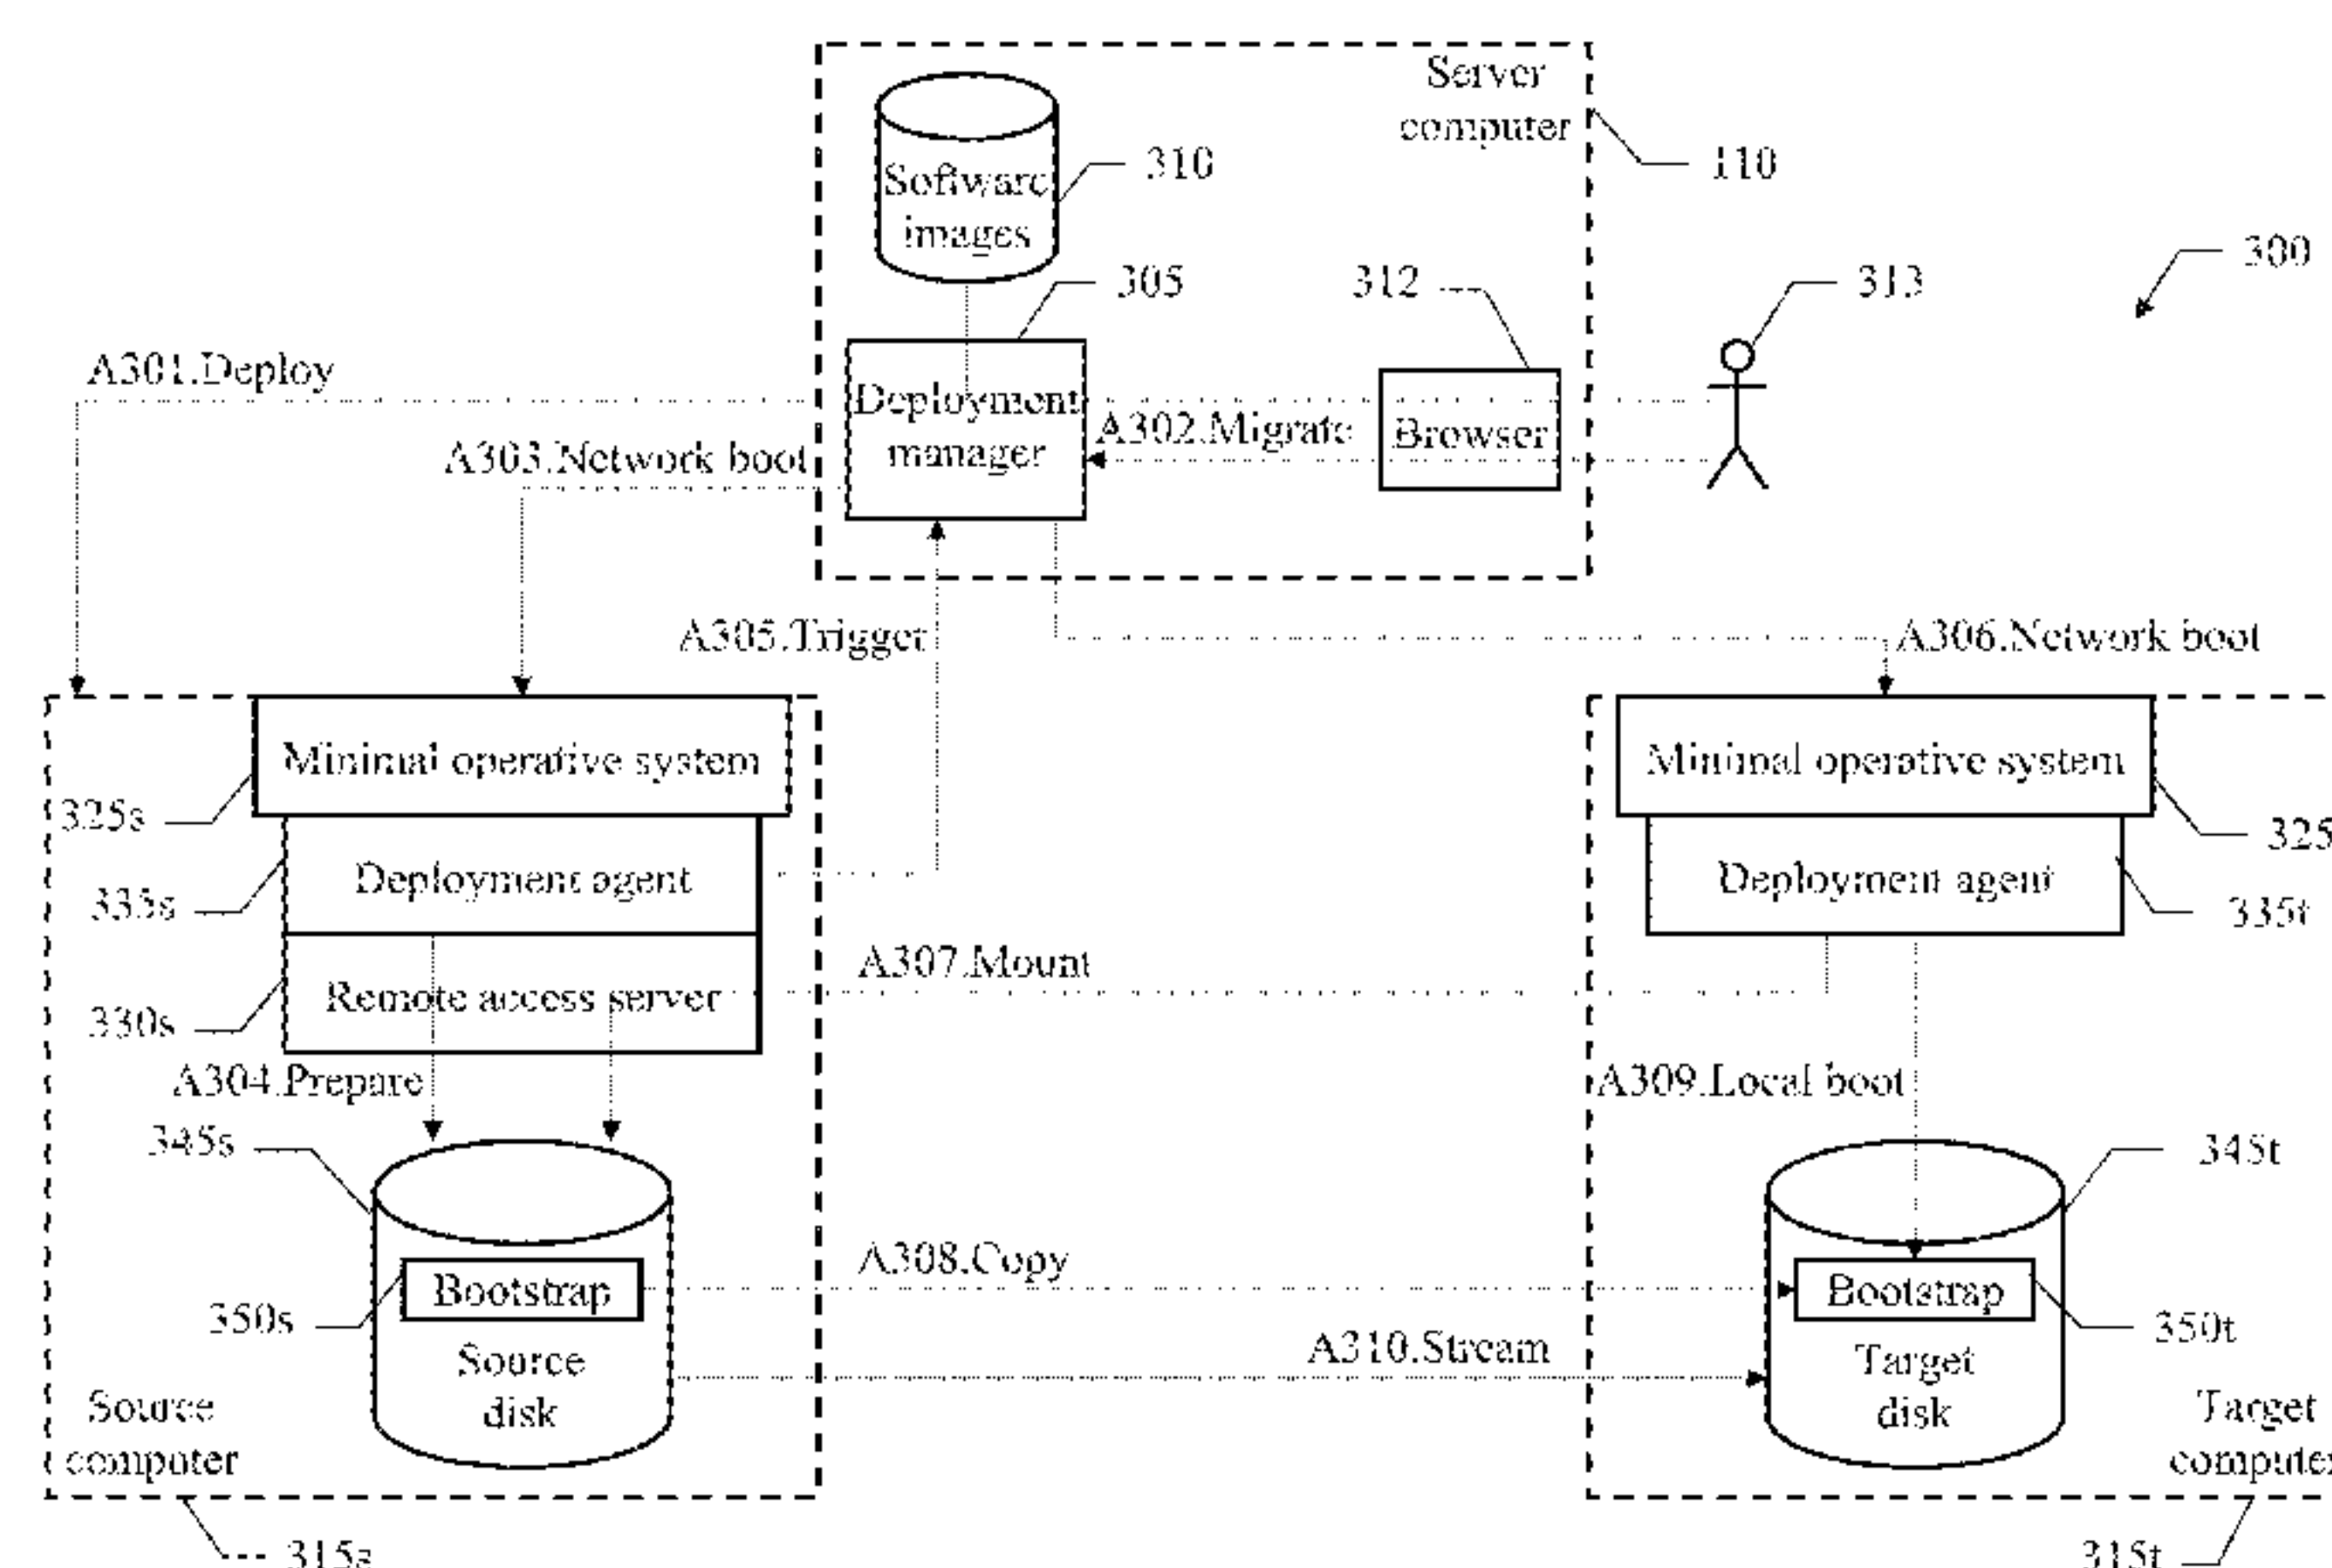 Server
computer
310
110
Software
images
300
305
312
313
A301.Deploy
Deployment
manager
A302.Migrate
Browser
A303.Network boot
A305.Trigger
A306.Network boot
Minimal operative system
Minimal operative system
325s
325
Deployment agent
Deployment agent
335s
335t
A307.Mount
Remote access server
330s
A304.Prepare
A309.Local boot
345s
345t
A308.Copy
Bootstrap
Bootstrap
350s
350t
A310.Stream
Source
disk
Target
disk
Source
computer
Target
computer
315s
315t